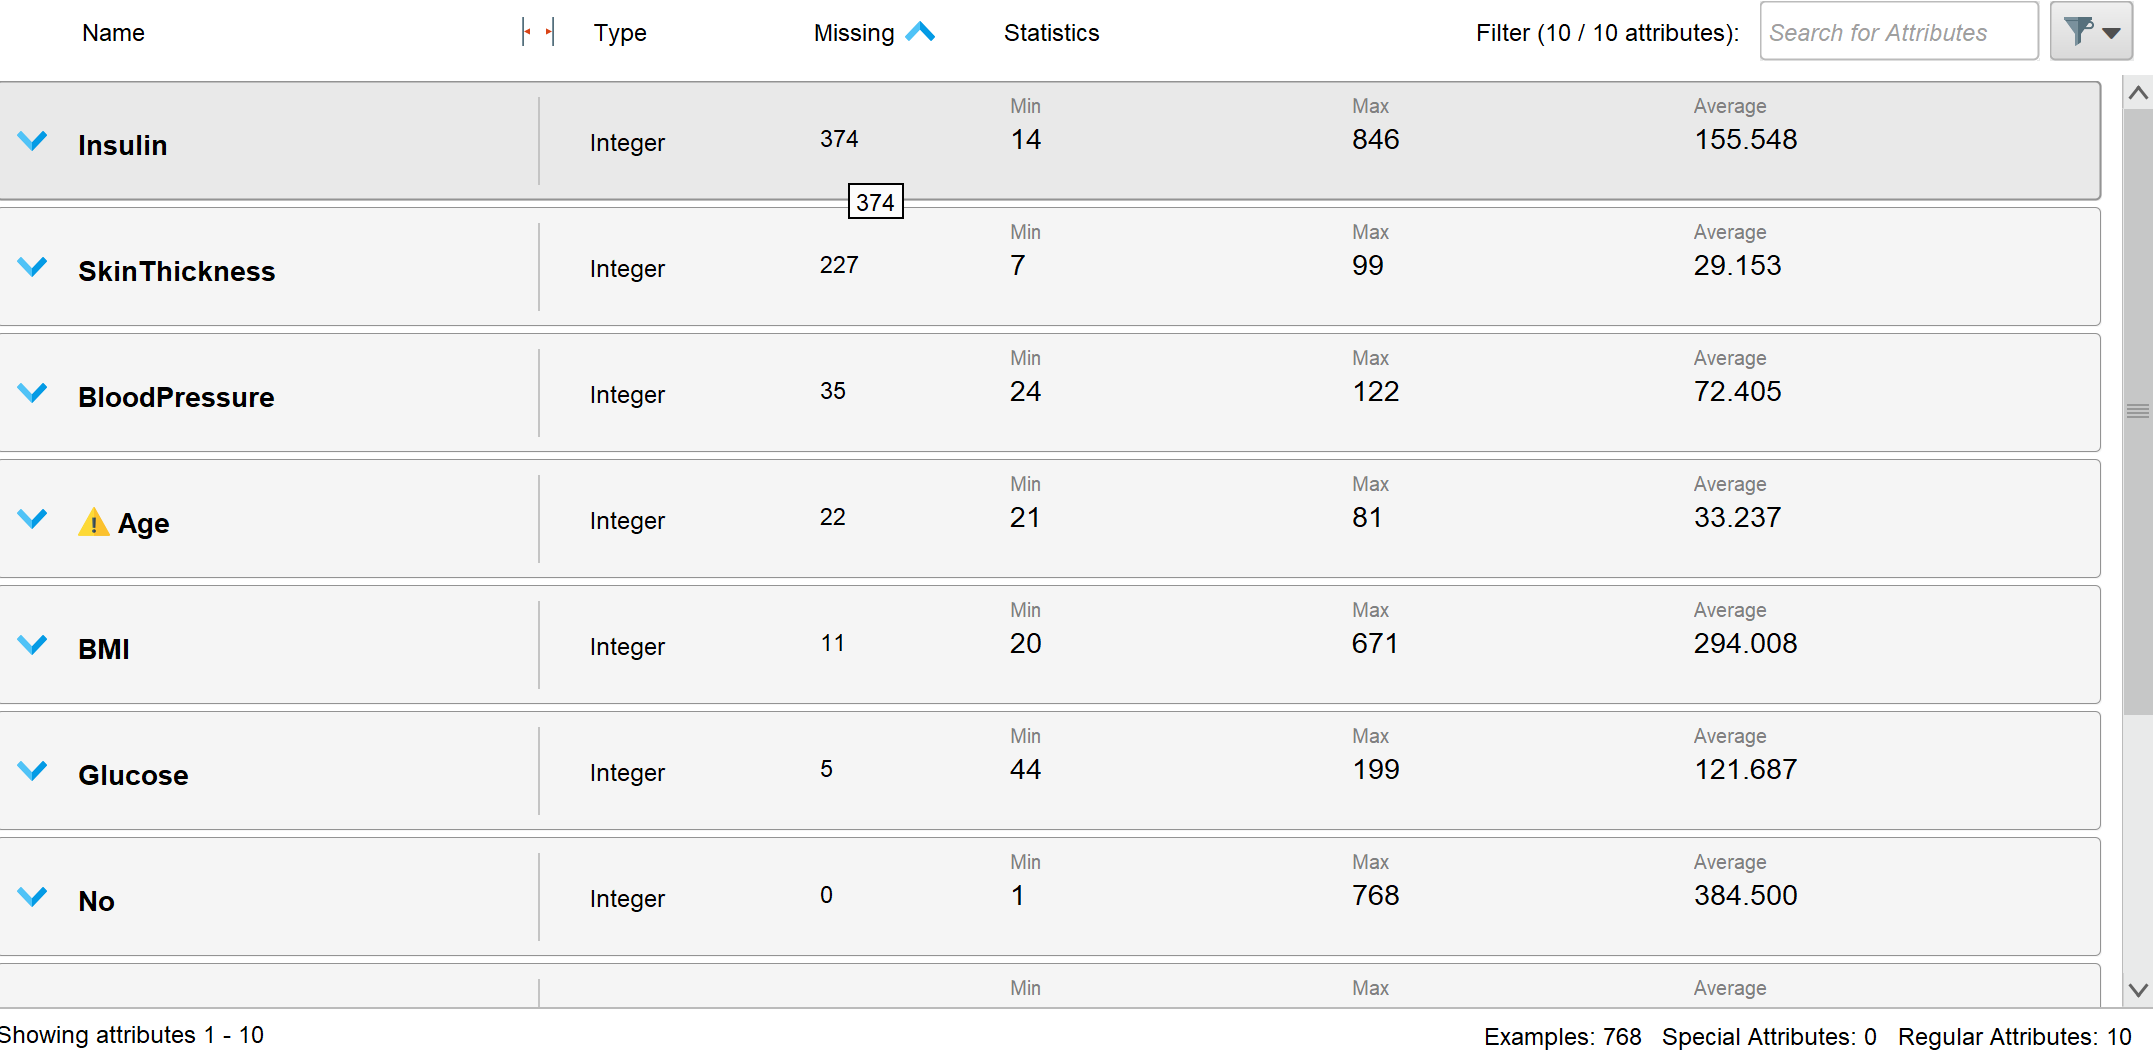 Name Type Missing Statistics Filter (10 / 10 attributes): Search for Attributes
Min Max Average
Insulin Integer 374 14 846 155.548
374
Min Max Average
SkinThickness Integer 227 7 99 29.153
Min Max Average
BloodPressure Integer 35 24 122 72.405
Min Max Average
Age Integer 22 21 81 33.237
Min Max Average
BMI Integer 11 20 671 294.008
Min Max Average
Glucose Integer 5 44 199 121.687
Min Max Average
No Integer 0 1 768 384.500
Min Max Average
Showing attributes 1 - 10 Examples: 768 Special Attributes: 0 Regular Attributes: 10